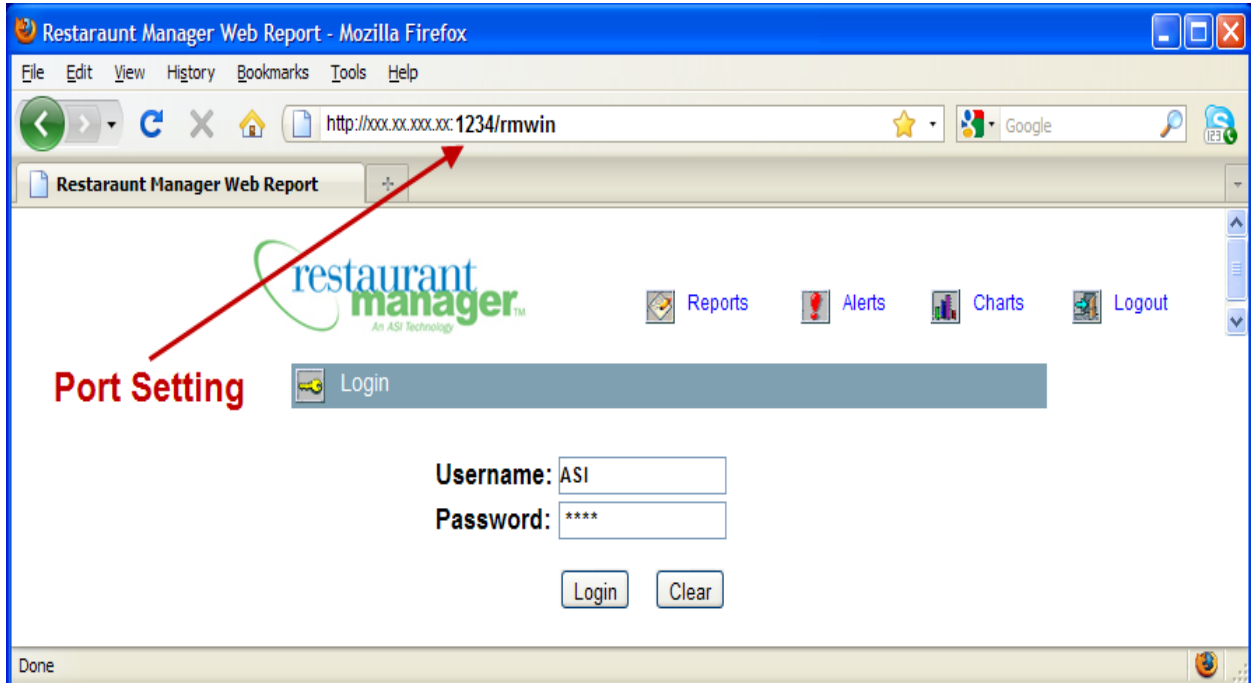 Restaraunt Manager Web Report - Mozilla Firefox
File Edit View History Bookmarks Tools Help
http://xxx.xx.xxx.xx: 1234/rmwin
Google
123
Restaraunt Manager Web Report
restaurant
manager™
An ASI Technology
Reports Alerts Charts Logout
Port Setting
Login
Username: ASI
Password: ****
Login Clear
Done